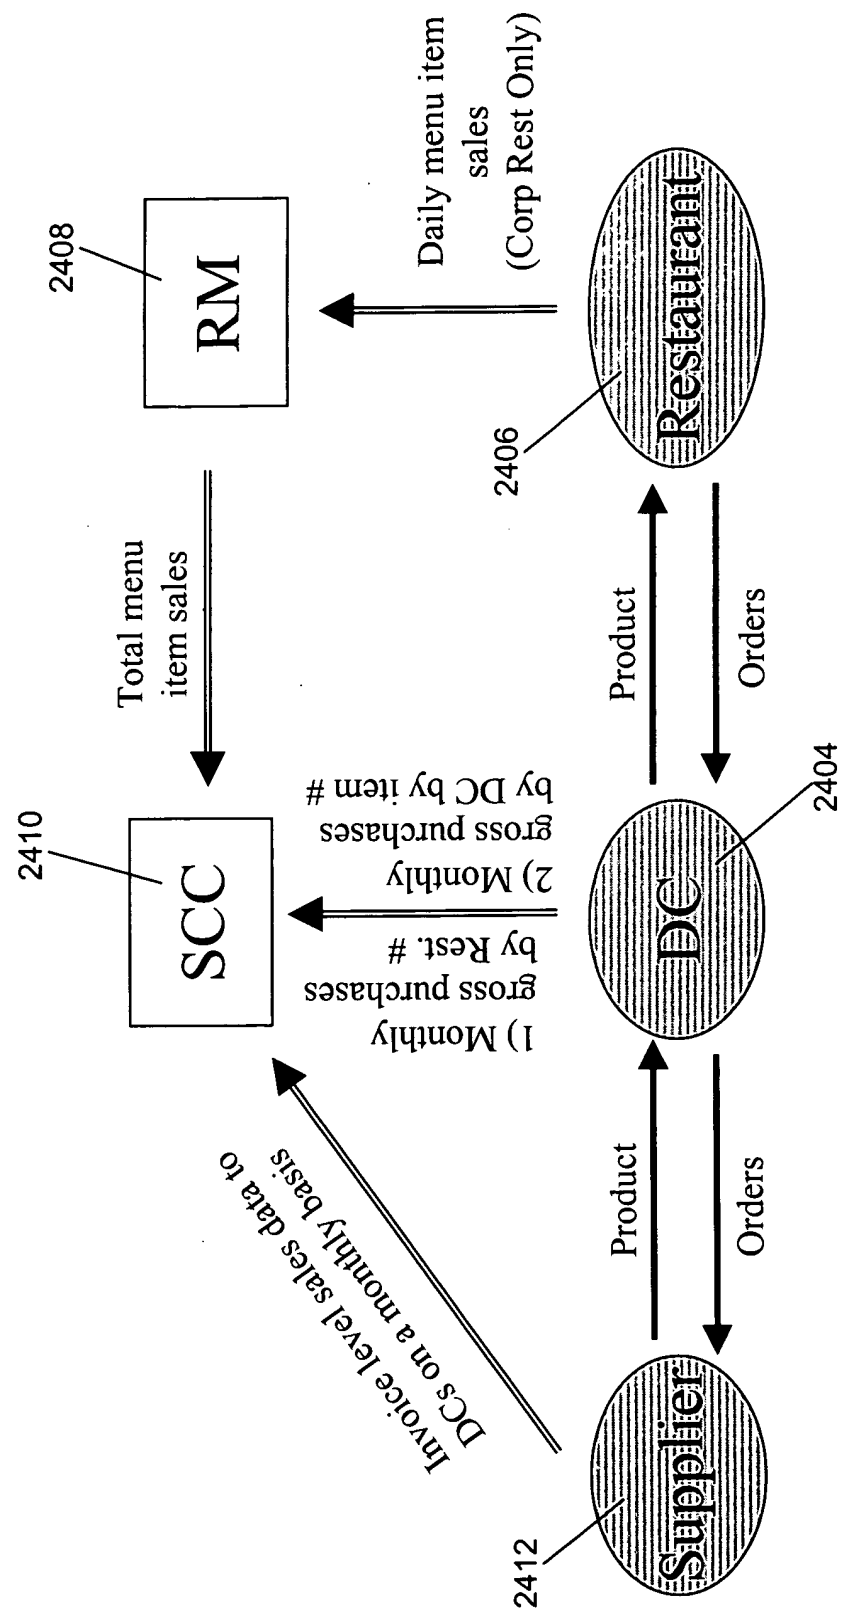 2410
SCC
Total menu
item sales
2408
RM
Invoice level sales data to
DCs on a monthly basis
1) Monthly
gross purchases
by Rest. #
2) Monthly
gross purchases
by DC by item #
Daily menu item
sales
(Corp Rest Only)
2412
Supplier
Product
Orders
DC
2404
Product
Orders
2406
Restaurant